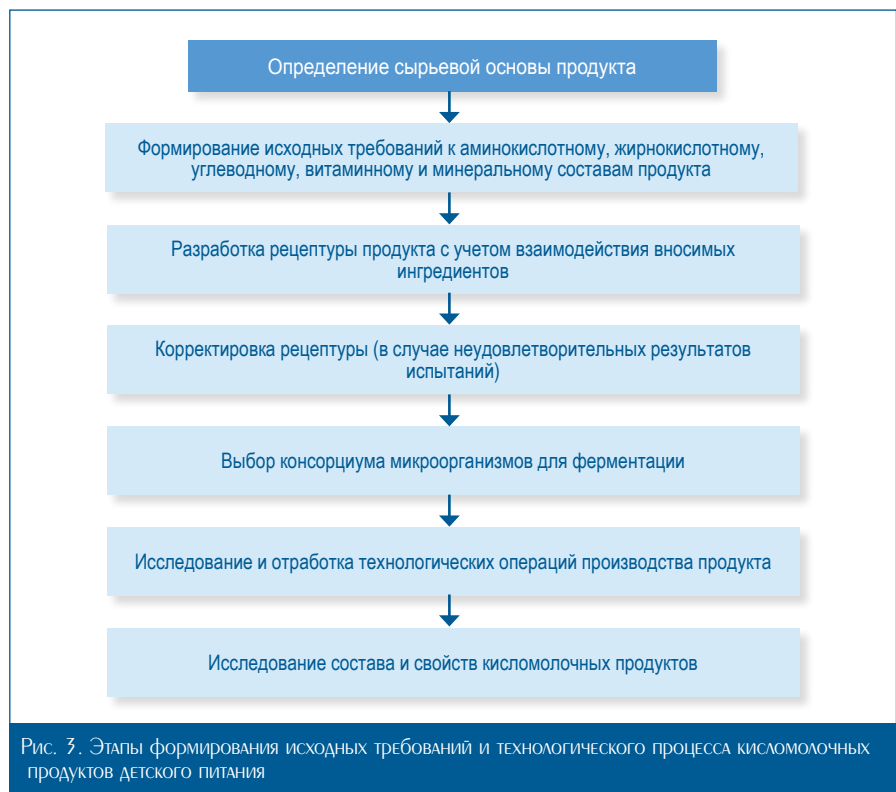 Определение сырьевой основы продукта
Формирование исходных требований к аминокислотному, жирнокислотному,
углеводному, витаминному и минеральному составам продукта
Разработка рецептуры продукта с учетом взаимодействия вносимых
ингредиентов
Корректировка рецептуры (в случае неудовлетворительных результатов
испытаний)
Выбор консорциума микроорганизмов для ферментации
Исследование и отработка технологических операций производства продукта
Исследование состава и свойств кисломолочных продуктов
Рис. 3. Этапы формирования исходных требований и технологического процесса кисломолочных
продуктов детского питания